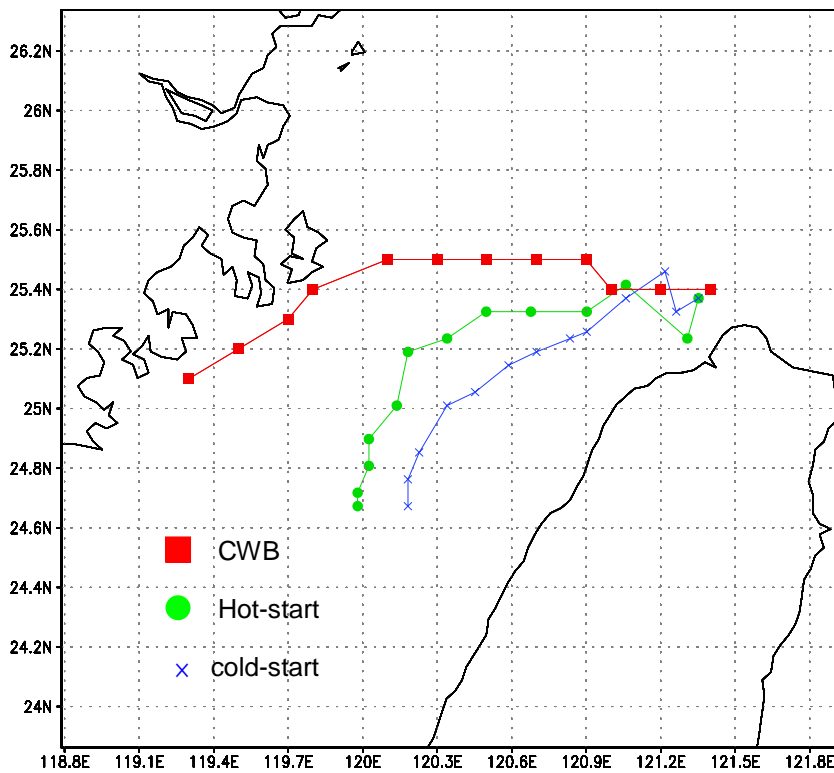 26.2N
26N
25.8N
25.6N
25.4N
25.2N
25N
24.8N
24.6N
24.4N
24.2N
24N
CWB
Hot-start
cold-start
118.8E 119.1E 119.4E 119.7E 120E 120.3E 120.6E 120.9E 121.2E 121.5E 121.8E